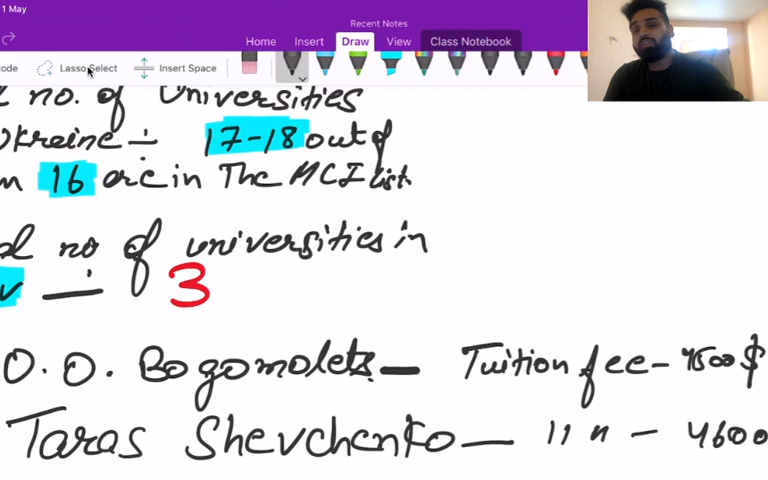 1 May
Recent Notes
Home Insert Draw View Class Notebook
ode Lasso Select Insert Space
no. of Universities
Ukreine - 17-18 out of
16 are in The MCI list.
no of universities in
3
O. O. Bogomolets - Tuition fee - 4500 $
Taras Shevchenko - 11 n - 4600